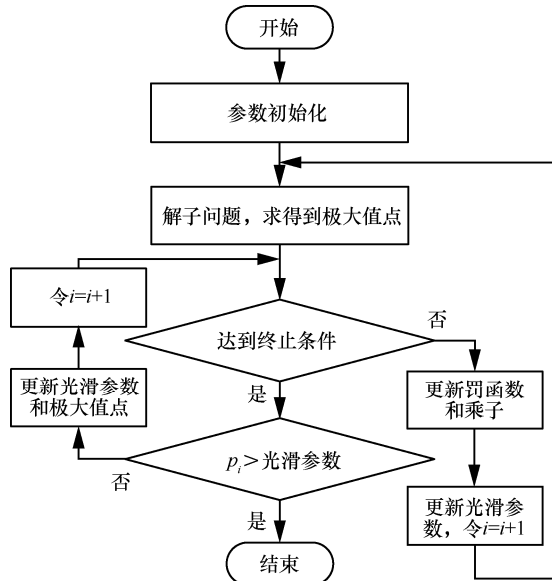 开始
参数初始化
解子问题，求得到极大值点
令i=i+1
达到终止条件
否
更新光滑参数
和极大值点
是
更新罚函数
和乘子
pᵢ>光滑参数
否
更新光滑参
数，令i=i+1
是
结束